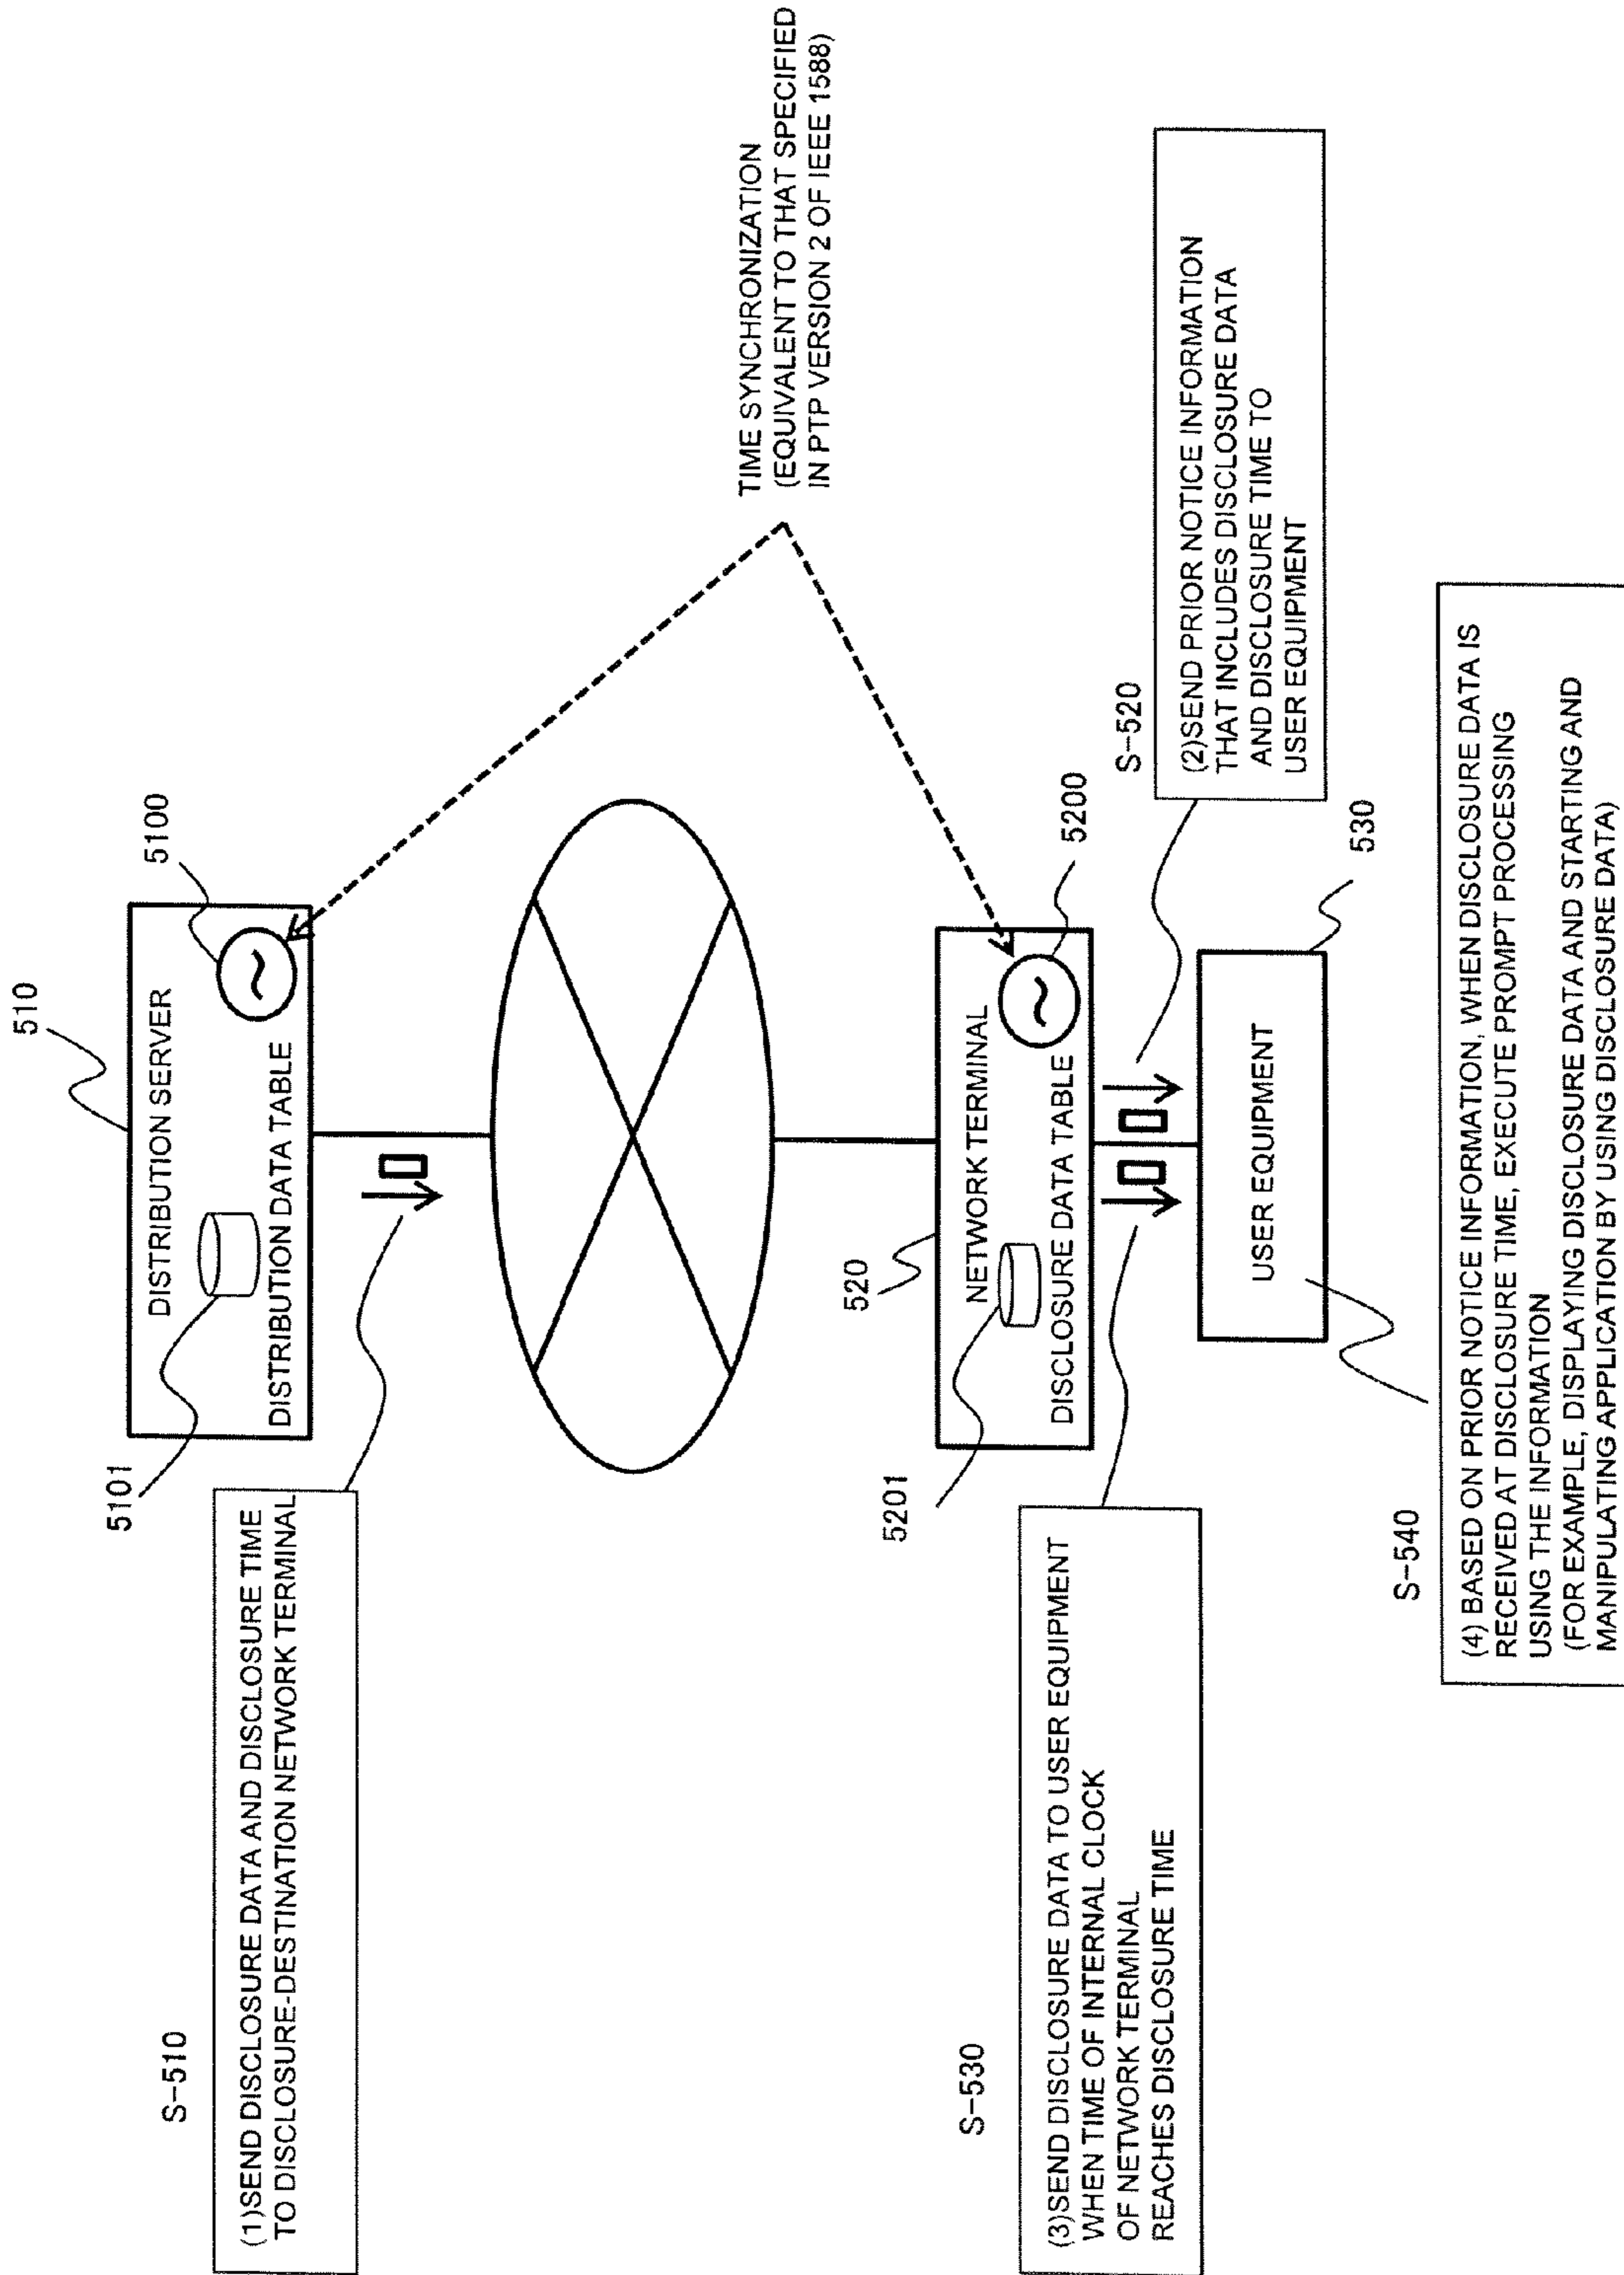 510
DISTRIBUTION SERVER
5100
5101
DISTRIBUTION DATA TABLE
S-510
(1)SEND DISCLOSURE DATA AND DISCLOSURE TIME
TO DISCLOSURE-DESTINATION NETWORK TERMINAL
TIME SYNCHRONIZATION
(EQUIVALENT TO THAT SPECIFIED
IN PTP VERSION 2 OF IEEE 1588)
520
NETWORK TERMINAL
5200
5201
DISCLOSURE DATA TABLE
S-520
(2)SEND PRIOR NOTICE INFORMATION
THAT INCLUDES DISCLOSURE DATA
AND DISCLOSURE TIME TO
USER EQUIPMENT
S-530
(3)SEND DISCLOSURE DATA TO USER EQUIPMENT
WHEN TIME OF INTERNAL CLOCK
OF NETWORK TERMINAL
REACHES DISCLOSURE TIME
530
USER EQUIPMENT
S-540
(4) BASED ON PRIOR NOTICE INFORMATION, WHEN DISCLOSURE DATA IS
RECEIVED AT DISCLOSURE TIME, EXECUTE PROMPT PROCESSING
USING THE INFORMATION
(FOR EXAMPLE, DISPLAYING DISCLOSURE DATA AND STARTING AND
MANIPULATING APPLICATION BY USING DISCLOSURE DATA)